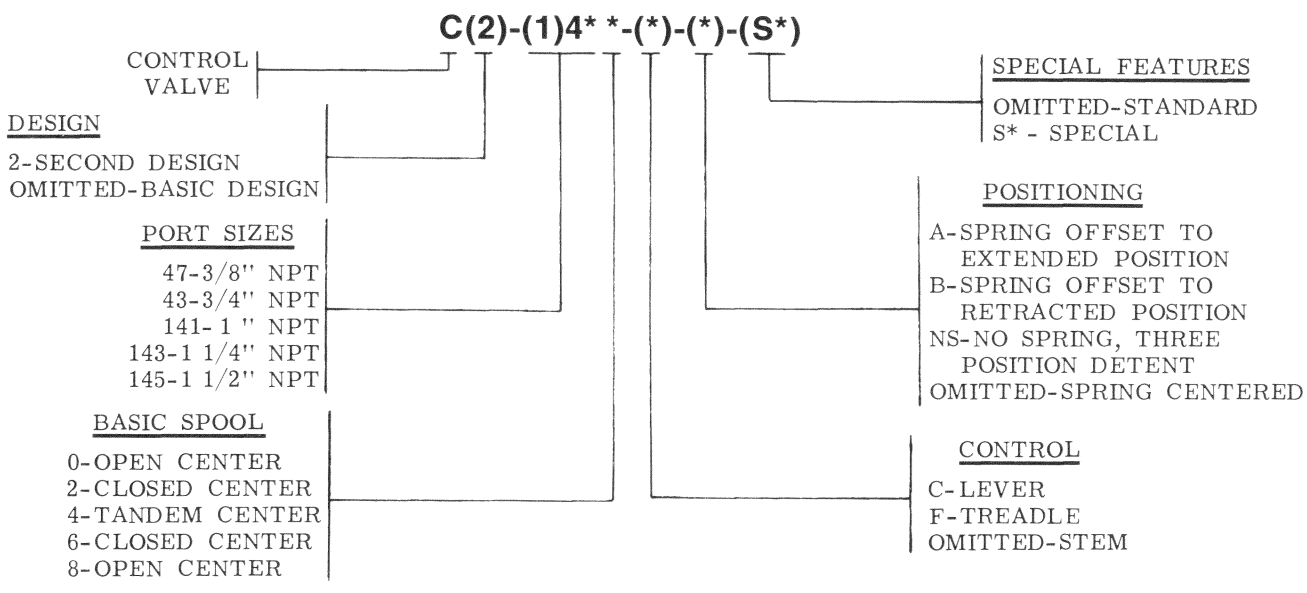 C(2)-(1)4* *-(*)-(*)-(S*)
CONTROL
VALVE
DESIGN
2-SECOND DESIGN
OMITTED-BASIC DESIGN
PORT SIZES
47-3/8'' NPT
43-3/4'' NPT
141- 1 '' NPT
143-1 1/4'' NPT
145-1 1/2'' NPT
BASIC SPOOL
0-OPEN CENTER
2-CLOSED CENTER
4-TANDEM CENTER
6-CLOSED CENTER
8-OPEN CENTER
SPECIAL FEATURES
OMITTED-STANDARD
S* - SPECIAL
POSITIONING
A-SPRING OFFSET TO
EXTENDED POSITION
B-SPRING OFFSET TO
RETRACTED POSITION
NS-NO SPRING, THREE
POSITION DETENT
OMITTED-SPRING CENTERED
CONTROL
C-LEVER
F-TREADLE
OMITTED-STEM